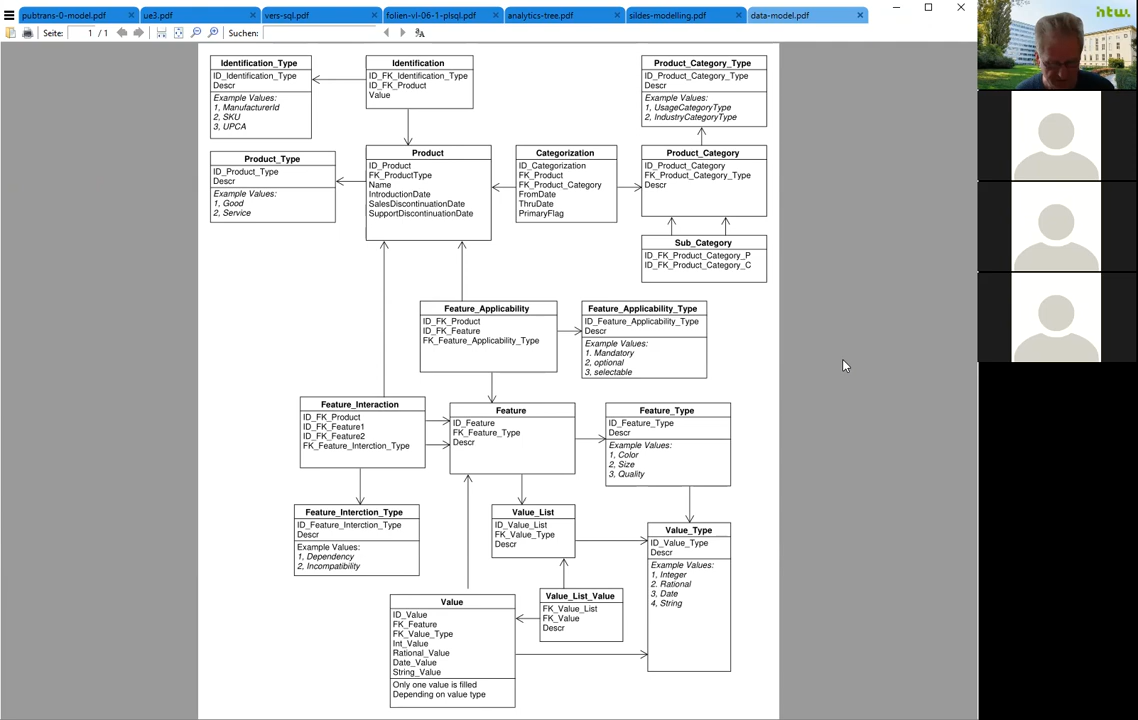 pubtrans-0-model.pdf
ue3.pdf
vers-sql.pdf
folien-vl-06-1-plsql.pdf
analytics-tree.pdf
sildes-modelling.pdf
data-model.pdf
Seite: 1 / 1
Suchen:
htw.
Identification_Type
ID_Identification_Type
Descr
Example Values:
1, ManufacturerId
2, SKU
3, UPCA
Identification
ID_FK_Identification_Type
ID_FK_Product
Value
Product_Category_Type
ID_Product_Category_Type
Descr
Example Values:
1, UsageCategoryType
2, IndustryCategoryType
Product_Type
ID_Product_Type
Descr
Example Values:
1, Good
2, Service
Product
ID_Product
FK_ProductType
Name
IntroductionDate
SalesDiscontinuationDate
SupportDiscontinuationDate
Categorization
ID_Categorization
FK_Product
FK_Product_Category
FromDate
ThruDate
PrimaryFlag
Product_Category
ID_Product_Category
FK_Product_Category_Type
Descr
Sub_Category
ID_FK_Product_Category_P
ID_FK_Product_Category_C
Feature_Applicability
ID_FK_Product
ID_FK_Feature
FK_Feature_Applicability_Type
Feature_Applicability_Type
ID_Feature_Applicability_Type
Descr
Example Values:
1. Mandatory
2, optional
3, selectable
Feature_Interaction
ID_FK_Product
ID_FK_Feature1
ID_FK_Feature2
FK_Feature_Interction_Type
Feature
ID_Feature
FK_Feature_Type
Descr
Feature_Type
ID_Feature_Type
Descr
Example Values:
1, Color
2, Size
3, Quality
Feature_Interction_Type
ID_Feature_Interction_Type
Descr
Example Values:
1, Dependency
2, Incompatibility
Value_List
ID_Value_List
FK_Value_Type
Descr
Value_Type
ID_Value_Type
Descr
Example Values:
1, Integer
2. Rational
3, Date
4, String
Value
ID_Value
FK_Feature
FK_Value_Type
Int_Value
Rational_Value
Date_Value
String_Value
Only one value is filled
Depending on value type
Value_List_Value
FK_Value_List
FK_Value
Descr